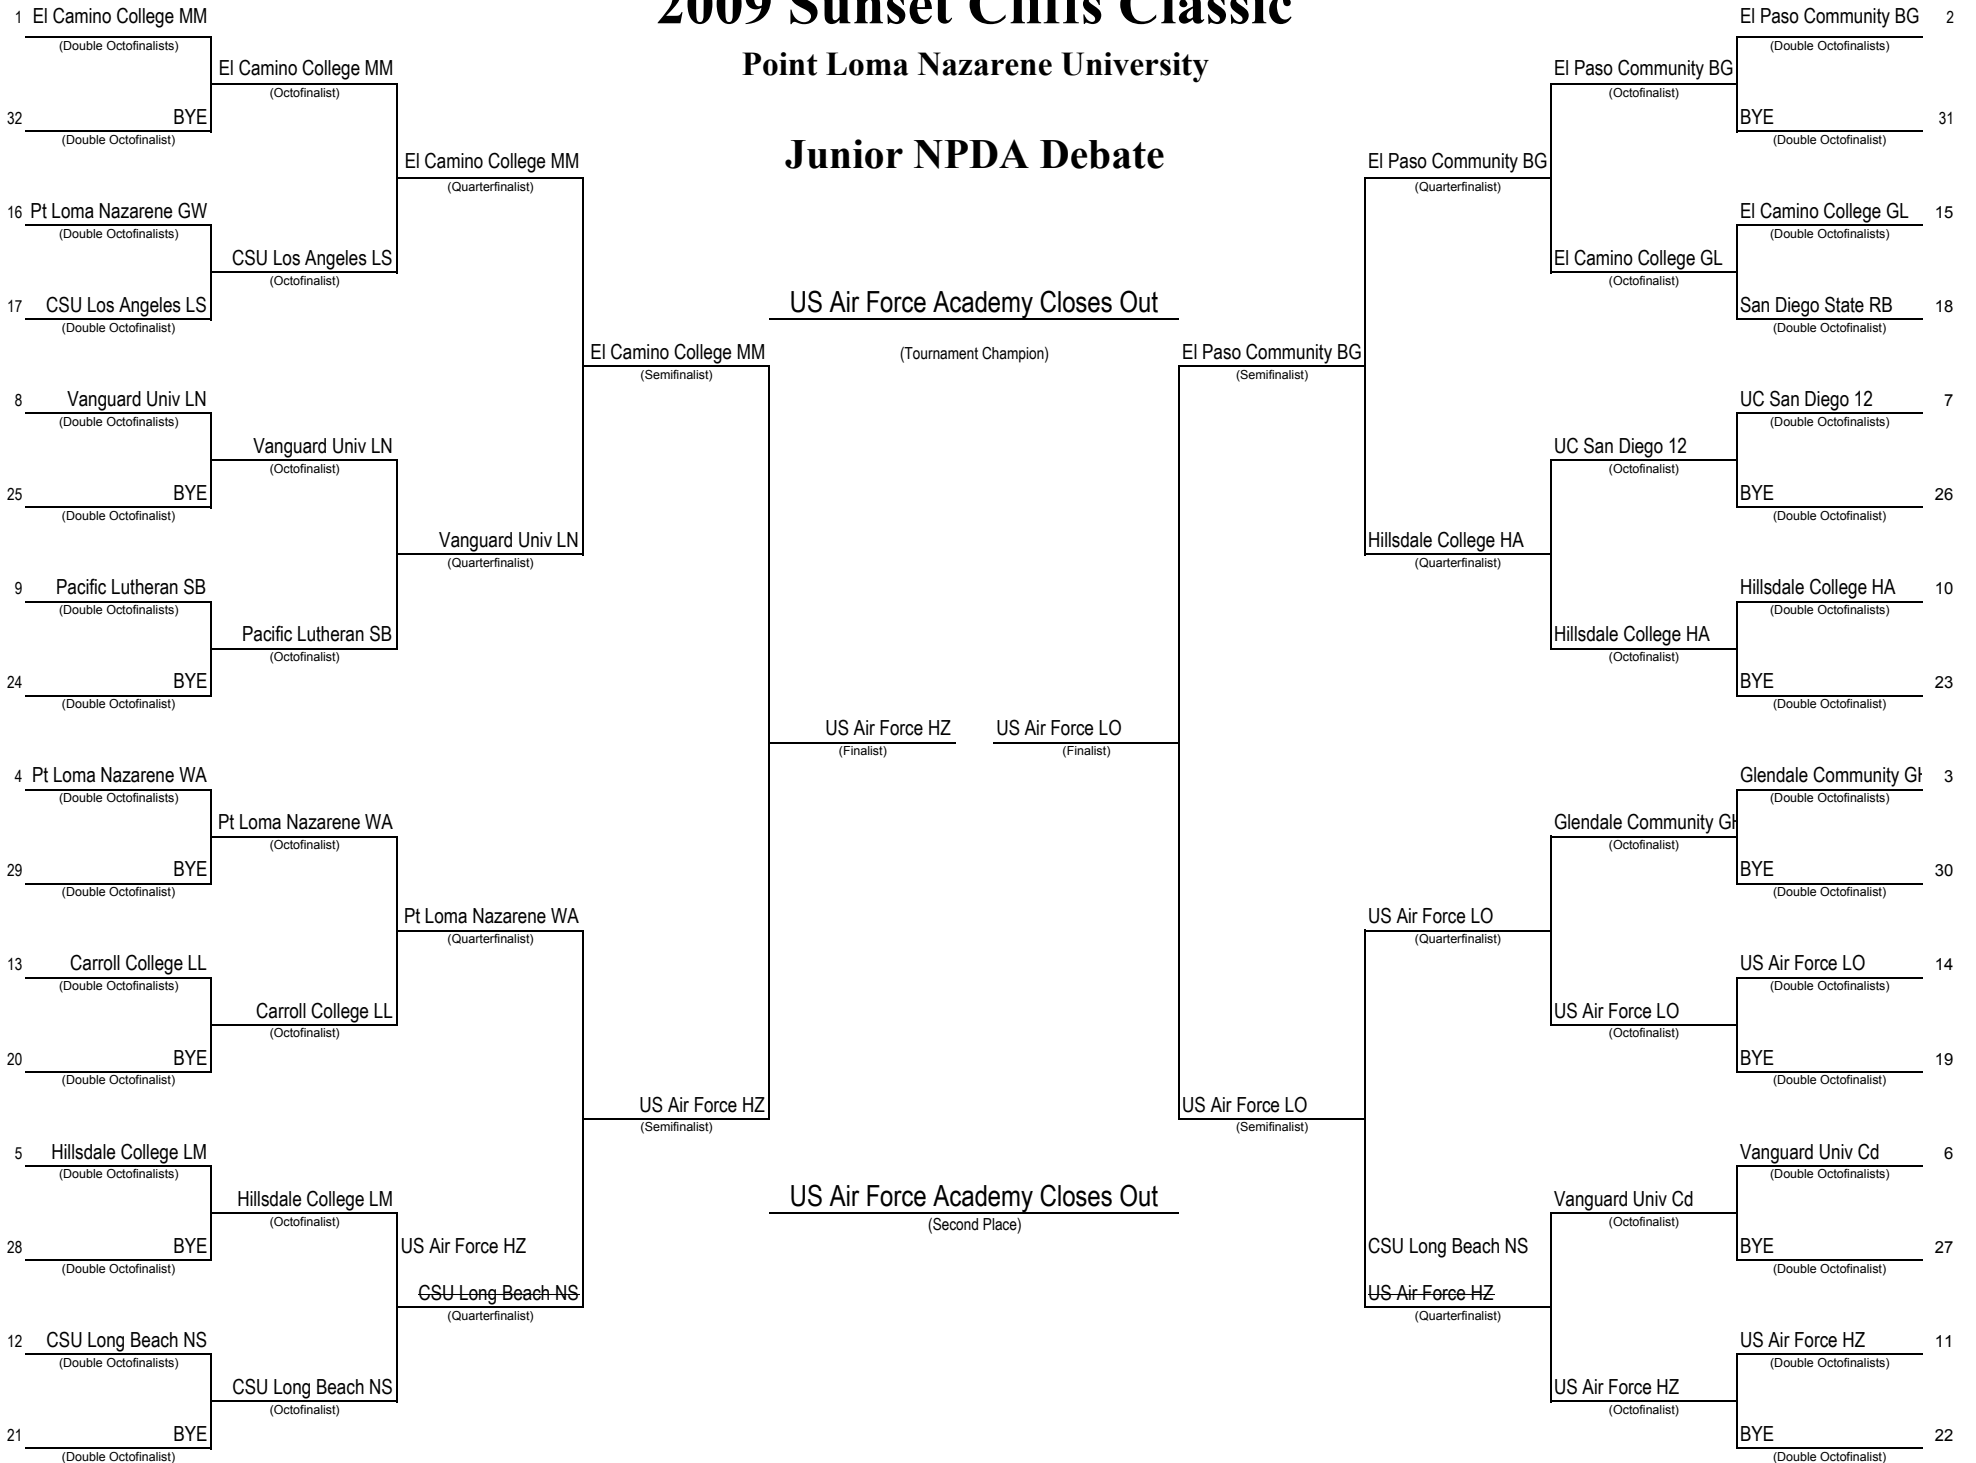 2009 Sunset Cliffs Classic
Point Loma Nazarene University
Junior NPDA Debate
1 El Camino College MM
(Double Octofinalists)
32 BYE
(Double Octofinalist)
16 Pt Loma Nazarene GW
(Double Octofinalists)
17 CSU Los Angeles LS
(Double Octofinalist)
8 Vanguard Univ LN
(Double Octofinalists)
25 BYE
(Double Octofinalist)
9 Pacific Lutheran SB
(Double Octofinalists)
24 BYE
(Double Octofinalist)
4 Pt Loma Nazarene WA
(Double Octofinalists)
29 BYE
(Double Octofinalist)
13 Carroll College LL
(Double Octofinalists)
20 BYE
(Double Octofinalist)
5 Hillsdale College LM
(Double Octofinalists)
28 BYE
(Double Octofinalist)
12 CSU Long Beach NS
(Double Octofinalists)
21 BYE
(Double Octofinalist)
El Camino College MM
(Octofinalist)
CSU Los Angeles LS
(Octofinalist)
Vanguard Univ LN
(Octofinalist)
Pacific Lutheran SB
(Octofinalist)
Pt Loma Nazarene WA
(Octofinalist)
Carroll College LL
(Octofinalist)
Hillsdale College LM
(Octofinalist)
CSU Long Beach NS
(Octofinalist)
El Camino College MM
(Quarterfinalist)
Vanguard Univ LN
(Quarterfinalist)
Pt Loma Nazarene WA
(Quarterfinalist)
US Air Force HZ
CSU Long Beach NS
(Quarterfinalist)
El Camino College MM
(Semifinalist)
US Air Force HZ
(Semifinalist)
US Air Force Academy Closes Out
(Tournament Champion)
US Air Force HZ
(Finalist)
US Air Force LO
(Finalist)
US Air Force Academy Closes Out
(Second Place)
El Paso Community BG
(Semifinalist)
US Air Force LO
(Semifinalist)
El Paso Community BG
(Quarterfinalist)
Hillsdale College HA
(Quarterfinalist)
US Air Force LO
(Quarterfinalist)
CSU Long Beach NS
US Air Force HZ
(Quarterfinalist)
El Paso Community BG
(Octofinalist)
El Camino College GL
(Octofinalist)
UC San Diego 12
(Octofinalist)
Hillsdale College HA
(Octofinalist)
Glendale Community GH
(Octofinalist)
US Air Force LO
(Octofinalist)
Vanguard Univ Cd
(Octofinalist)
US Air Force HZ
(Octofinalist)
El Paso Community BG 2
(Double Octofinalists)
BYE 31
(Double Octofinalist)
El Camino College GL 15
(Double Octofinalists)
San Diego State RB 18
(Double Octofinalist)
UC San Diego 12 7
(Double Octofinalists)
BYE 26
(Double Octofinalist)
Hillsdale College HA 10
(Double Octofinalists)
BYE 23
(Double Octofinalist)
Glendale Community GH 3
(Double Octofinalists)
BYE 30
(Double Octofinalist)
US Air Force LO 14
(Double Octofinalists)
BYE 19
(Double Octofinalist)
Vanguard Univ Cd 6
(Double Octofinalists)
BYE 27
(Double Octofinalist)
US Air Force HZ 11
(Double Octofinalists)
BYE 22
(Double Octofinalist)